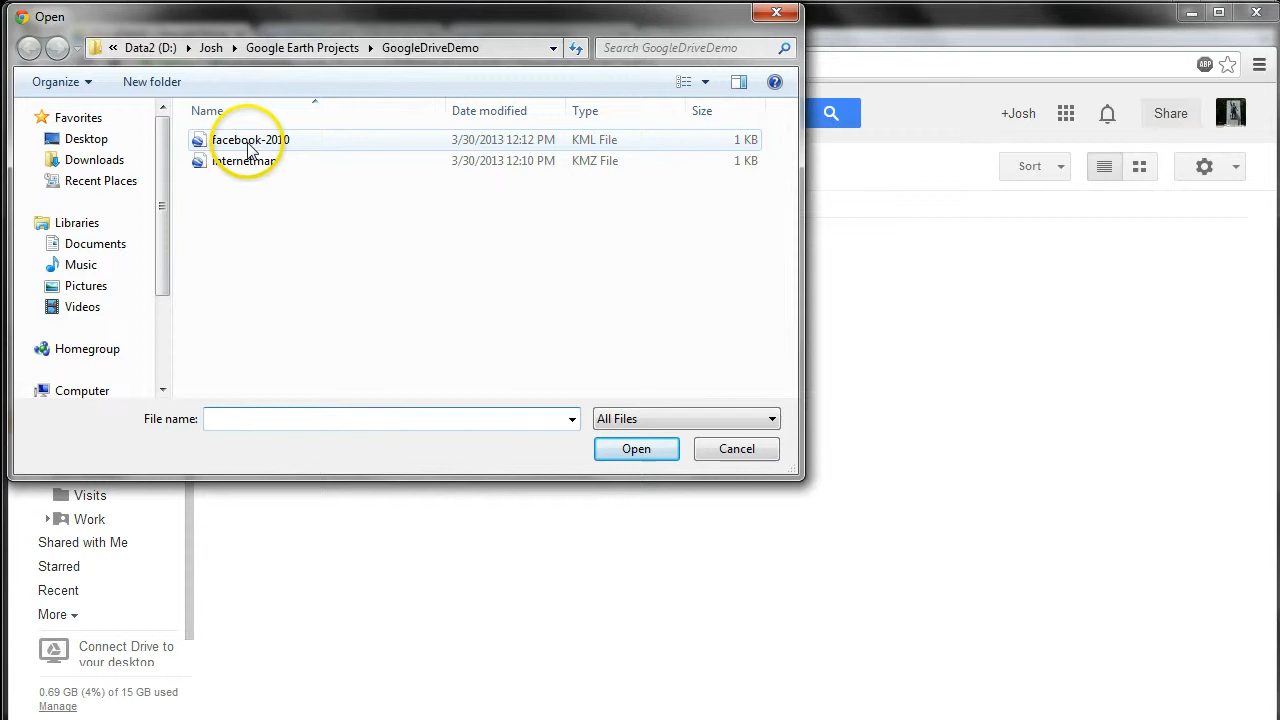 Open
« Data2 (D:) Josh Google Earth Projects GoogleDriveDemo
Search GoogleDriveDemo
Organize New folder
Name Date modified Type Size
facebook-2010 3/30/2013 12:12 PM KML File 1 KB
internetmap 3/30/2013 12:10 PM KMZ File 1 KB
Favorites
Desktop
Downloads
Recent Places
Libraries
Documents
Music
Pictures
Videos
Homegroup
Computer
File name:
All Files
Open Cancel
ABP
+Josh Share
Sort
Visits
Work
Shared with Me
Starred
Recent
More
Connect Drive to
your desktop
0.69 GB (4%) of 15 GB used
Manage